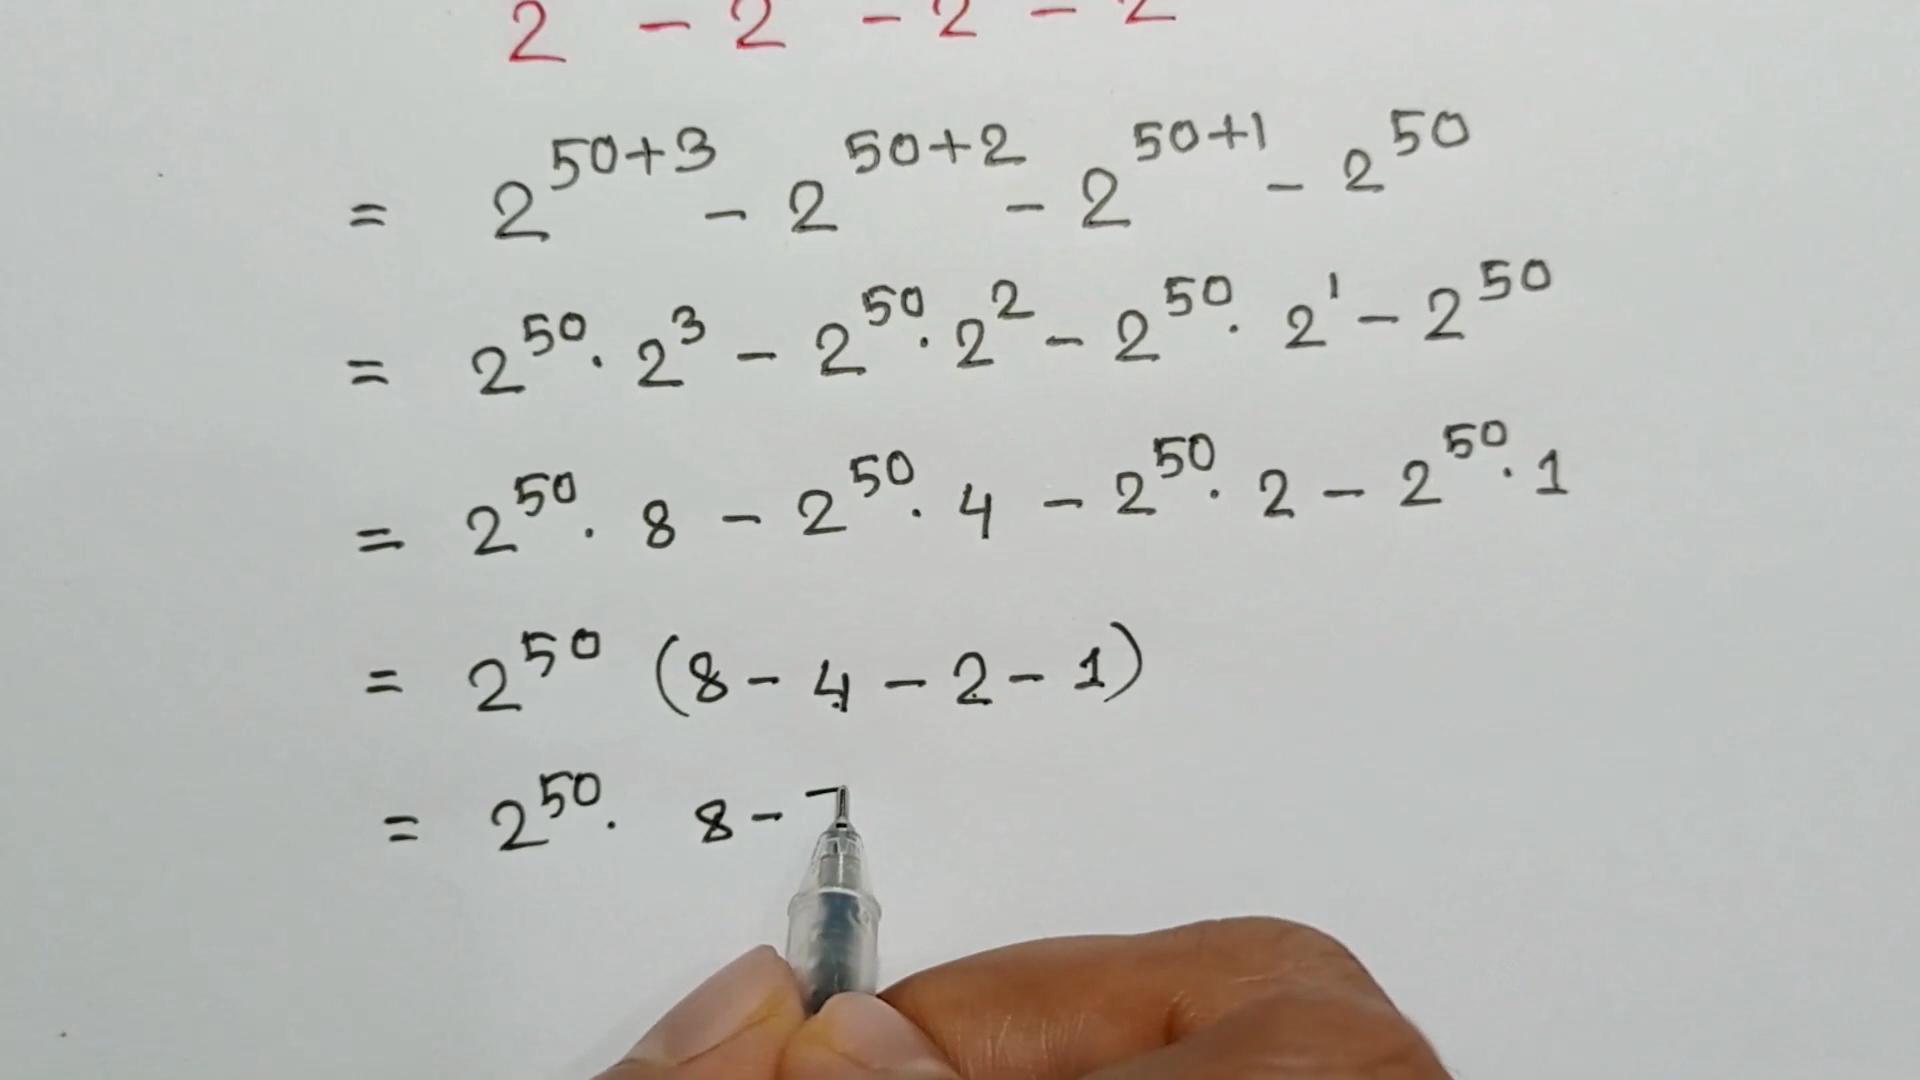 2 - 2 - 2 - 2
= 2^50+3 - 2^50+2 - 2^50+1 - 2^50
= 2^50 . 2^3 - 2^50 . 2^2 - 2^50 . 2^1 - 2^50
= 2^50 . 8 - 2^50 . 4 - 2^50 . 2 - 2^50 . 1
= 2^50 (8 - 4 - 2 - 1)
= 2^50 . 8 - 7